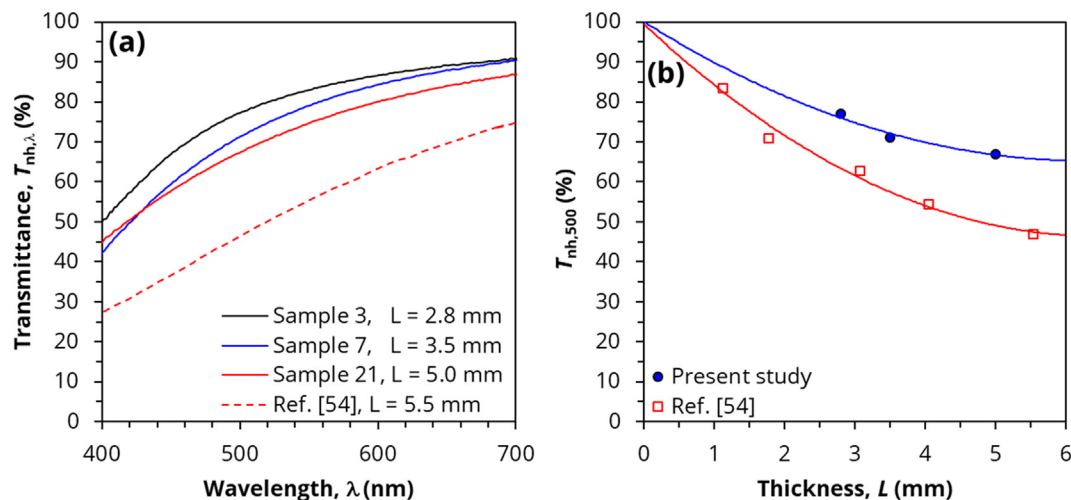 (a)
Transmittance, Tnh,λ (%)
100
90
80
70
60
50
40
30
20
10
0
Sample 3, L = 2.8 mm
Sample 7, L = 3.5 mm
Sample 21, L = 5.0 mm
Ref. [54], L = 5.5 mm
400
500
600
700
Wavelength, λ (nm)
(b)
Tnh,500 (%)
100
90
80
70
60
50
40
30
20
10
0
Present study
Ref. [54]
0
1
2
3
4
5
6
Thickness, L (mm)